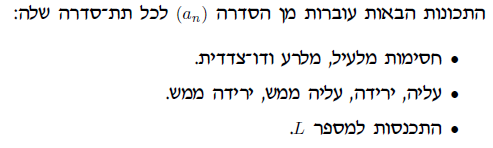 התכונות הבאות עוברות מן הסדרה (aₙ) לכל תת־סדרה שלה:
• חסימות מלעיל, מלרע ודו־צדדית.
• עליה, ירידה, עליה ממש, ירידה ממש.
• התכנסות למספר L.